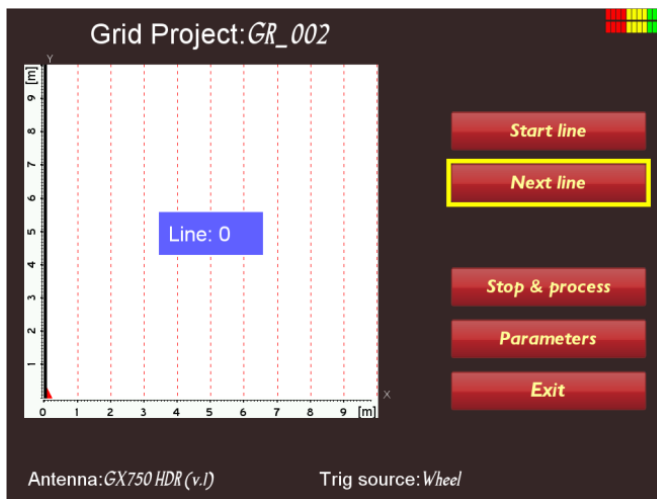 Grid Project:GR_002
Y
[m]
9
8
7
6
5
4
3
2
1
Line: 0
0 1 2 3 4 5 6 7 8 9 [m]
X
Start line
Next line
Stop & process
Parameters
Exit
Antenna:GX750 HDR (v.1)
Trig source:Wheel